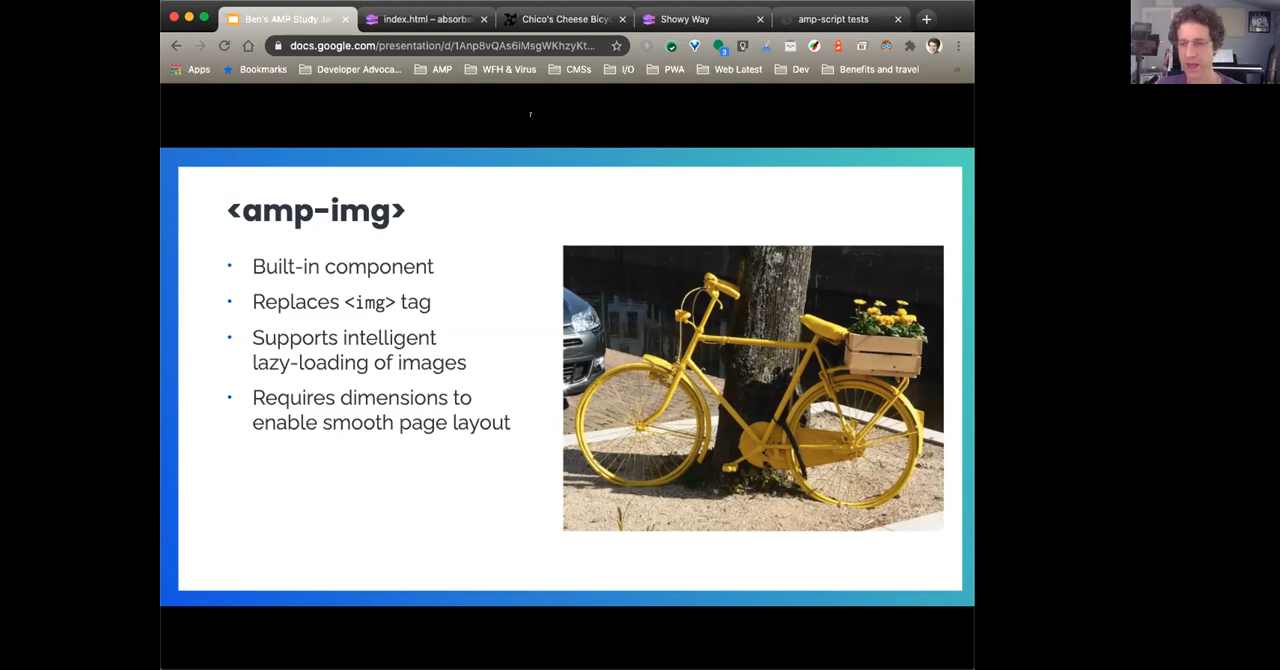 Ben's AMP Study Jar
index.html – absorbe
Chico's Cheese Bicyc
Showy Way
amp-script tests
docs.google.com/presentation/d/1Anp8vQAs6iMsgWKhzyKt...
3
Apps
Bookmarks
Developer Advoca...
AMP
WFH & Virus
CMSs
I/O
PWA
Web Latest
Dev
Benefits and travel
»
<amp-img>
• Built-in component
• Replaces <img> tag
• Supports intelligent
lazy-loading of images
• Requires dimensions to
enable smooth page layout